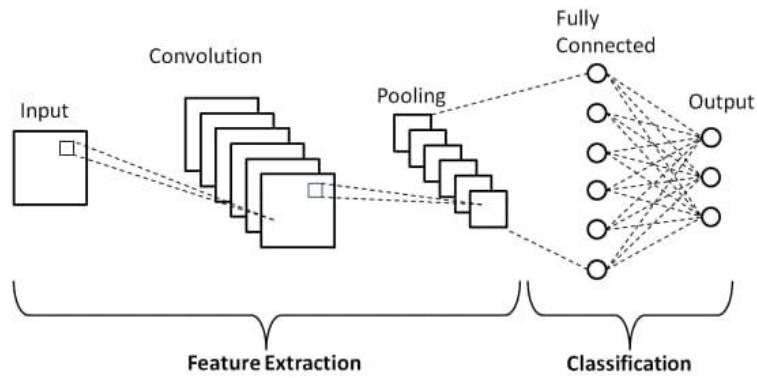 Input
Convolution
Pooling
Fully
Connected
Output
Feature Extraction
Classification